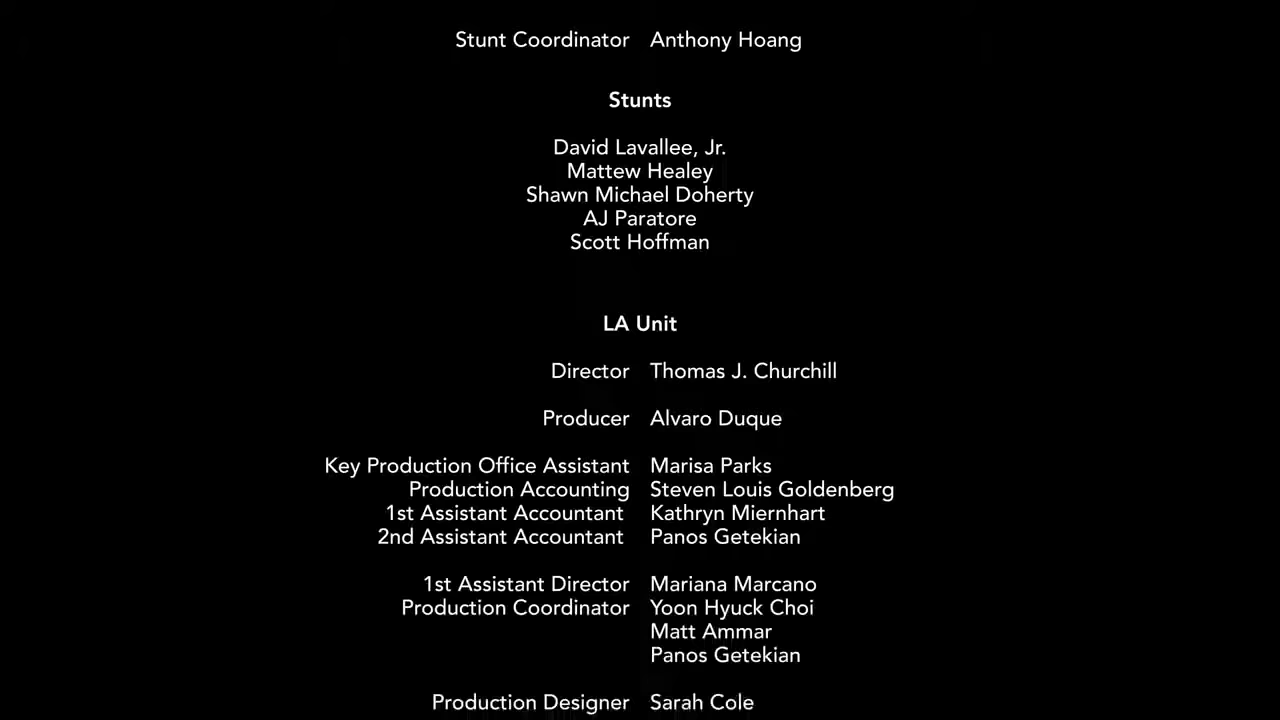 Stunt Coordinator Anthony Hoang
Stunts
David Lavallee, Jr.
Mattew Healey
Shawn Michael Doherty
AJ Paratore
Scott Hoffman
LA Unit
Director Thomas J. Churchill
Producer Alvaro Duque
Key Production Office Assistant Marisa Parks
Production Accounting Steven Louis Goldenberg
1st Assistant Accountant Kathryn Miernhart
2nd Assistant Accountant Panos Getekian
1st Assistant Director Mariana Marcano
Production Coordinator Yoon Hyuck Choi
Matt Ammar
Panos Getekian
Production Designer Sarah Cole